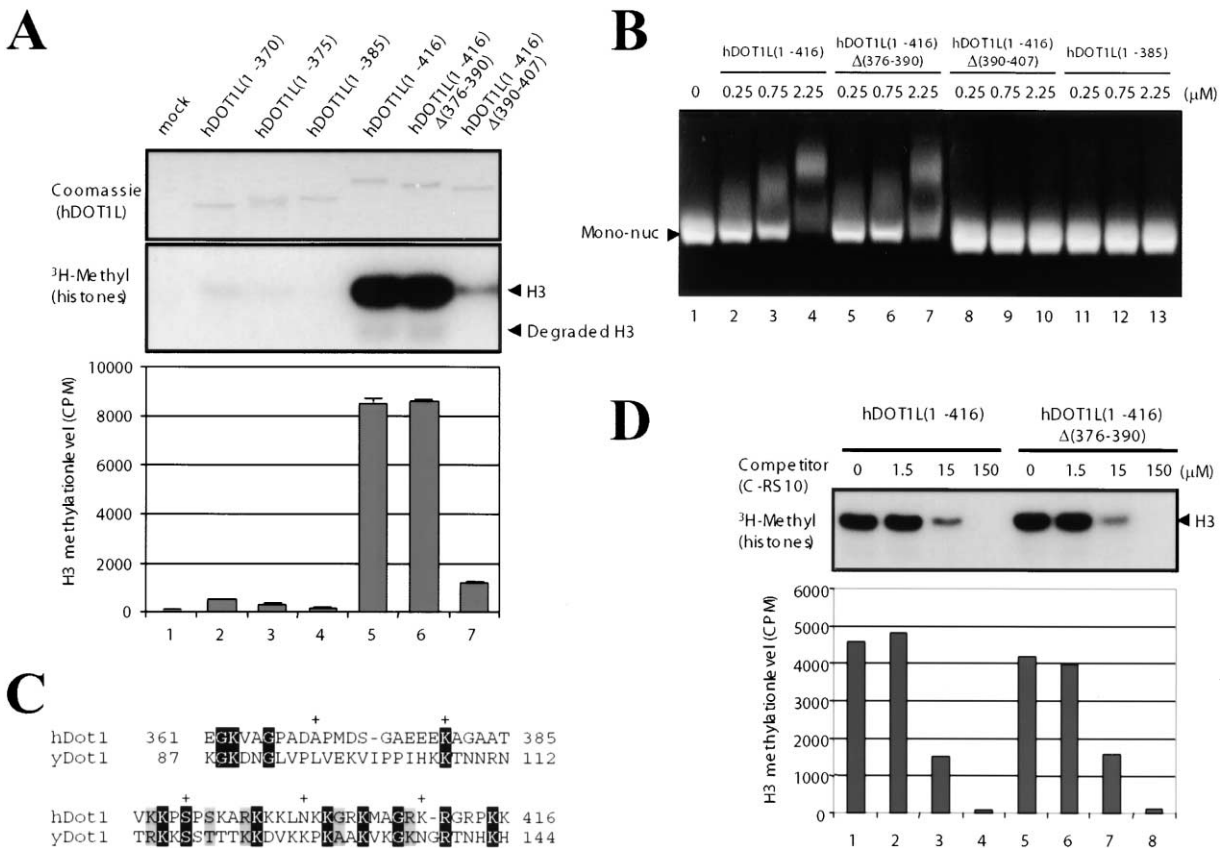 A
mock
hDOT1L(1 -370)
hDOT1L(1 -375)
hDOT1L(1 -385)
hDOT1L(1 -416)
hDOT1L(1 -416)
Δ(376-390)
hDOT1L(1 -416)
Δ(390-407)
Coomassie
(hDOT1L)
³H-Methyl
(histones)
H3
Degraded H3
H3 methylationlevel (CPM)
10000
8000
6000
4000
2000
0
1 2 3 4 5 6 7
B
hDOT1L(1 -416)
hDOT1L(1 -416)
Δ(376-390)
hDOT1L(1 -416)
Δ(390-407)
hDOT1L(1 -385)
0 0.25 0.75 2.25 0.25 0.75 2.25 0.25 0.75 2.25 0.25 0.75 2.25 (μM)
Mono-nuc
1 2 3 4 5 6 7 8 9 10 11 12 13
C
+ +
hDot1 361 EGKVAGPADAPMDS-GAEEEKAGAAT 385
yDot1 87 KGKDNGLVPLVEKVIPPIHKKTNNRN 112
+ + +
hDot1 VKKPSPSKARKKKLNKKGRKMAGRK-RGRPKK 416
yDot1 TRKKSSTTTKKDVKKPKAAKVKGKNGRTNHKH 144
D
hDOT1L(1 -416)
hDOT1L(1 -416)
Δ(376-390)
Competitor
(C -RS10)
0 1.5 15 150 0 1.5 15 150 (μM)
³H-Methyl
(histones)
H3
H3 methylationlevel (CPM)
6000
5000
4000
3000
2000
1000
0
1 2 3 4 5 6 7 8